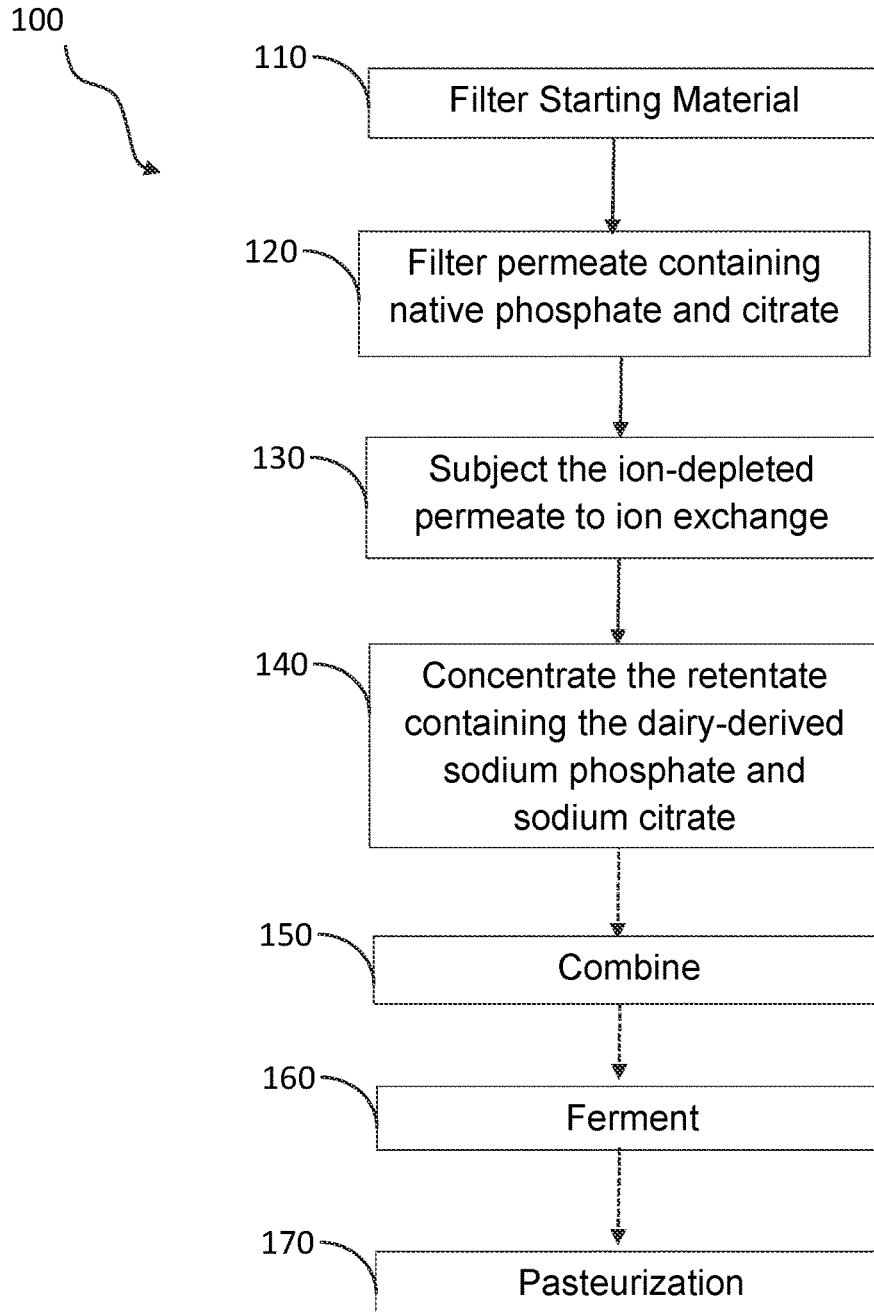 100
110
Filter Starting Material
120
Filter permeate containing
native phosphate and citrate
130
Subject the ion-depleted
permeate to ion exchange
140
Concentrate the retentate
containing the dairy-derived
sodium phosphate and
sodium citrate
150
Combine
160
Ferment
170
Pasteurization